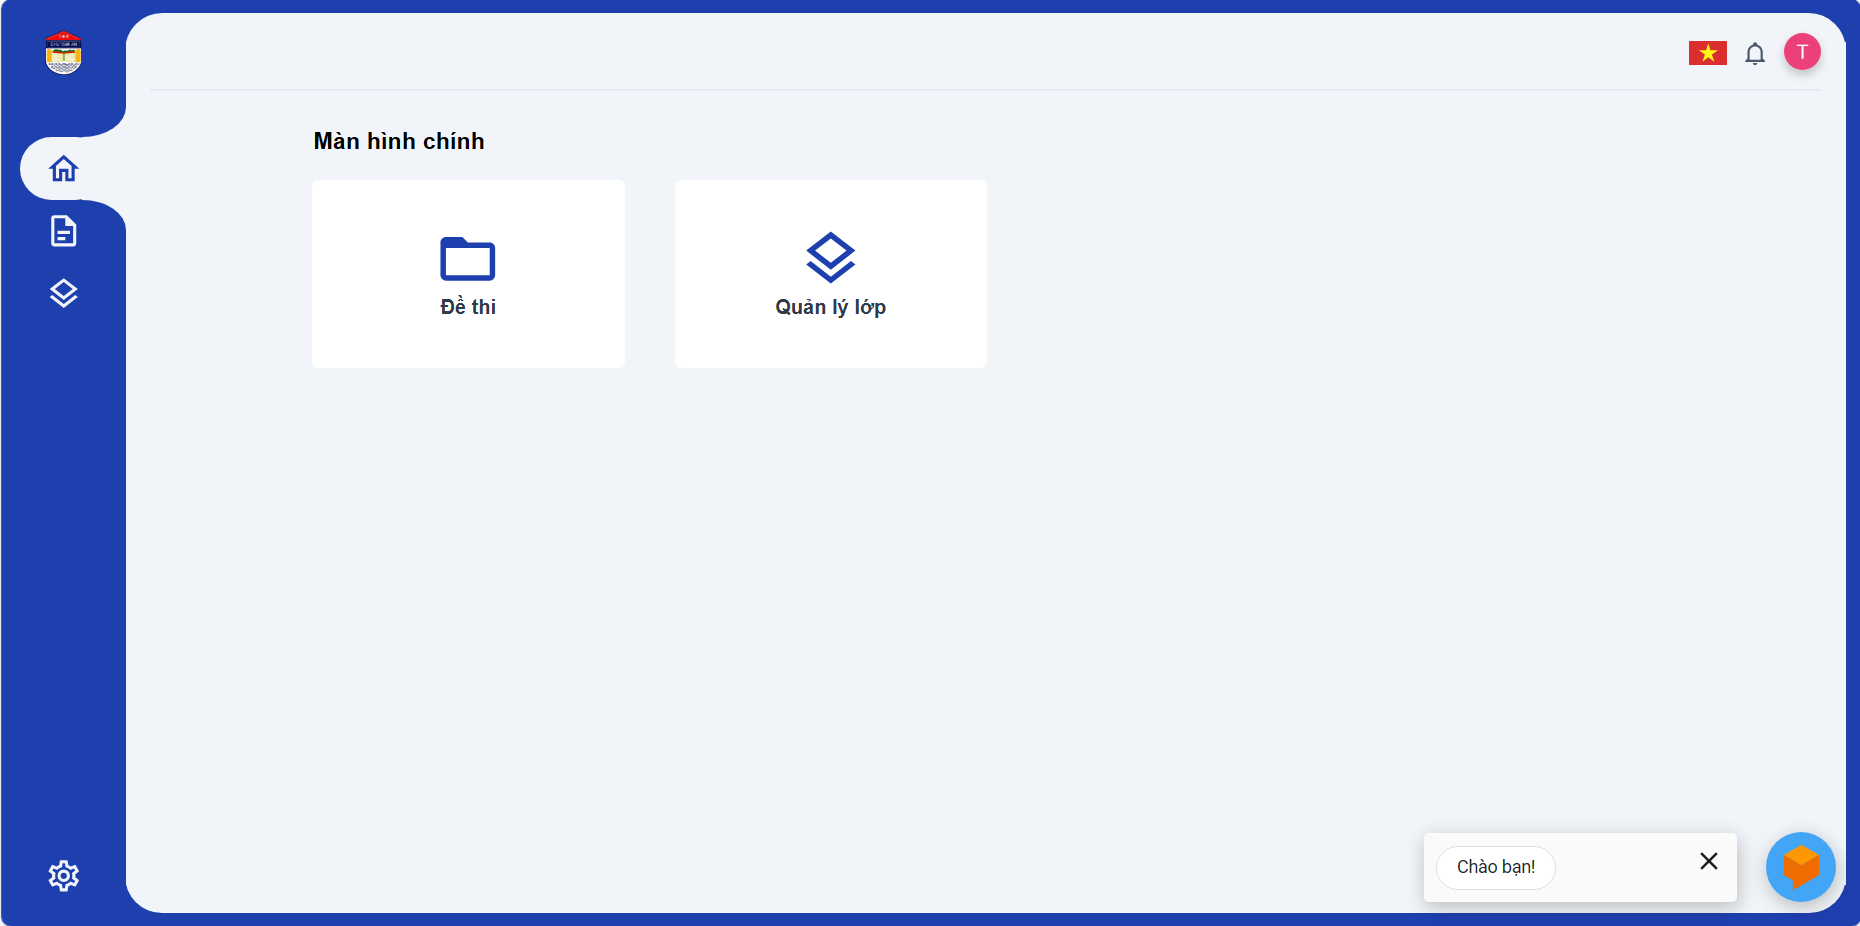 T
Màn hình chính
Đề thi
Quản lý lớp
Chào bạn!